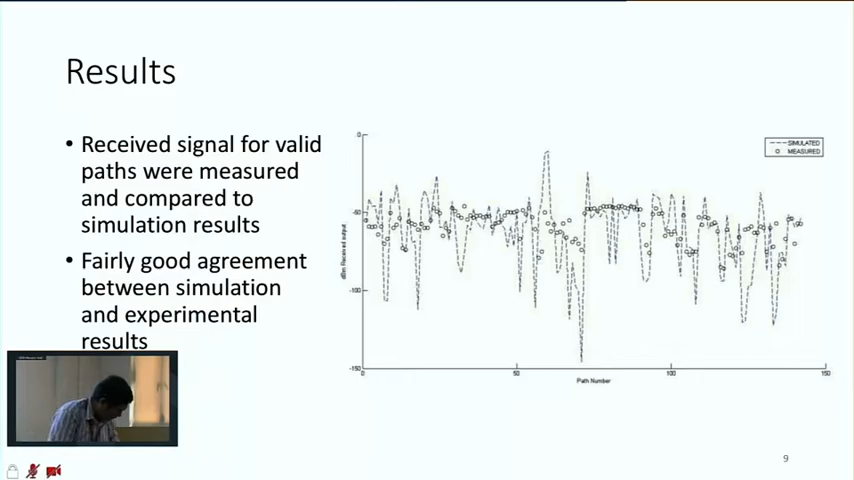 Results
• Received signal for valid
paths were measured
and compared to
simulation results
• Fairly good agreement
between simulation
and experimental
results
0
-50
-100
-150
dBm Received output
SIMULATED
MEASURED
0
50
100
150
Path Number
9